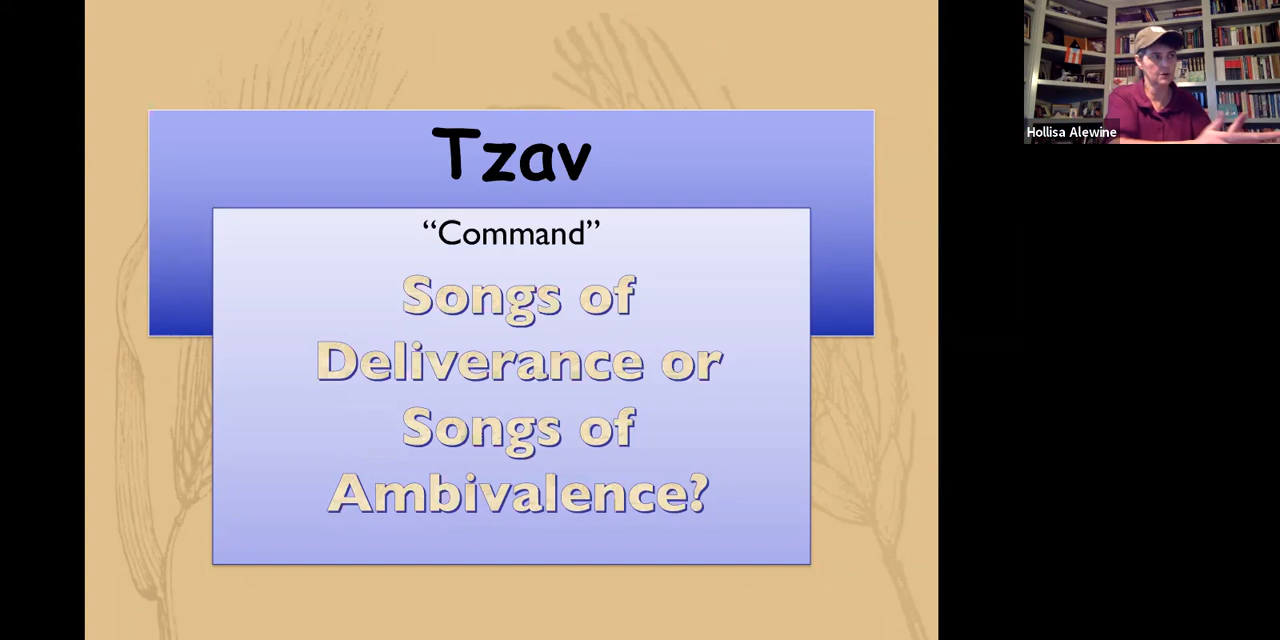 Tzav
“Command”
Songs of
Deliverance or
Songs of
Ambivalence?
Hollisa Alewine